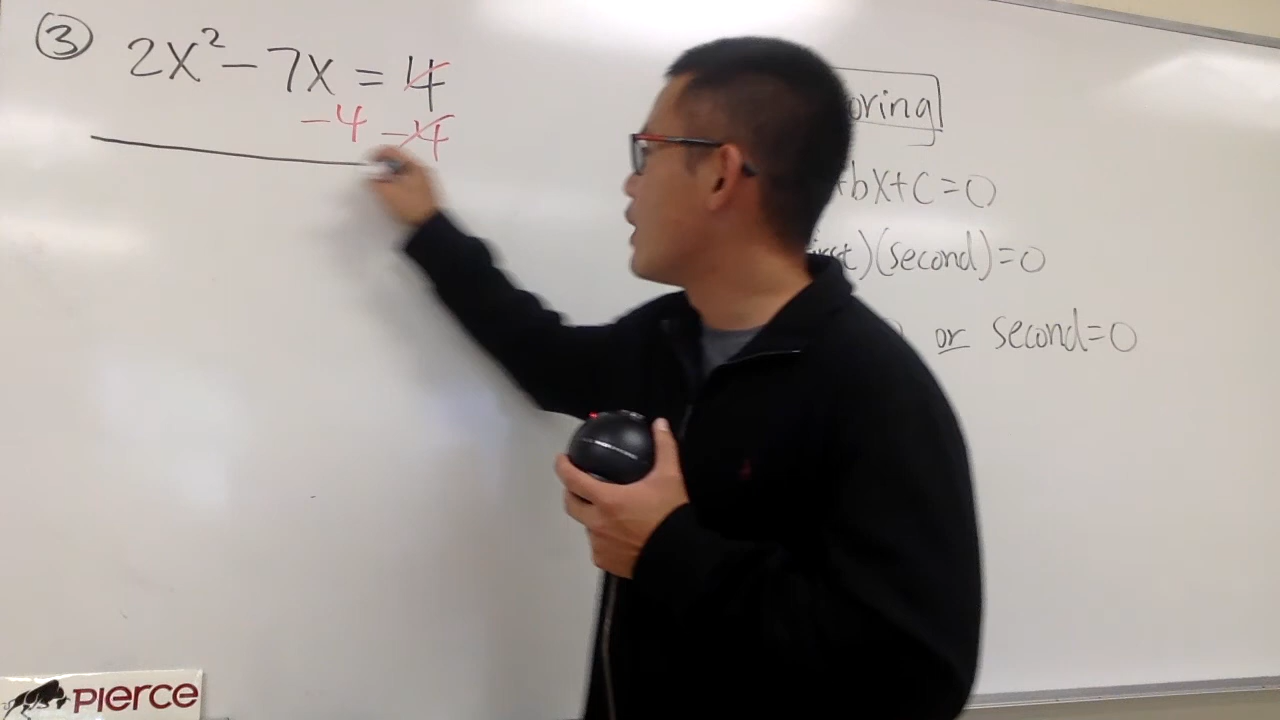 ③ 2x² - 7x = 4
-4 -4
oring
+bx+c=0
irst)(second)=0
or second=0
PIERCE